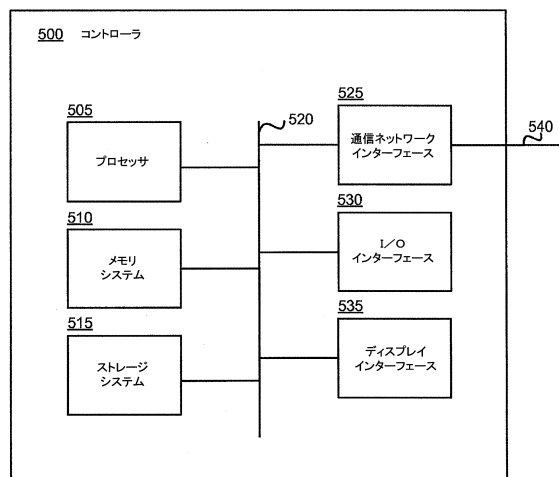 500 コントローラ
505
プロセッサ
510
メモリ
システム
515
ストレージ
システム
520
525
通信ネットワーク
インターフェース
540
530
I／O
インターフェース
535
ディスプレイ
インターフェース